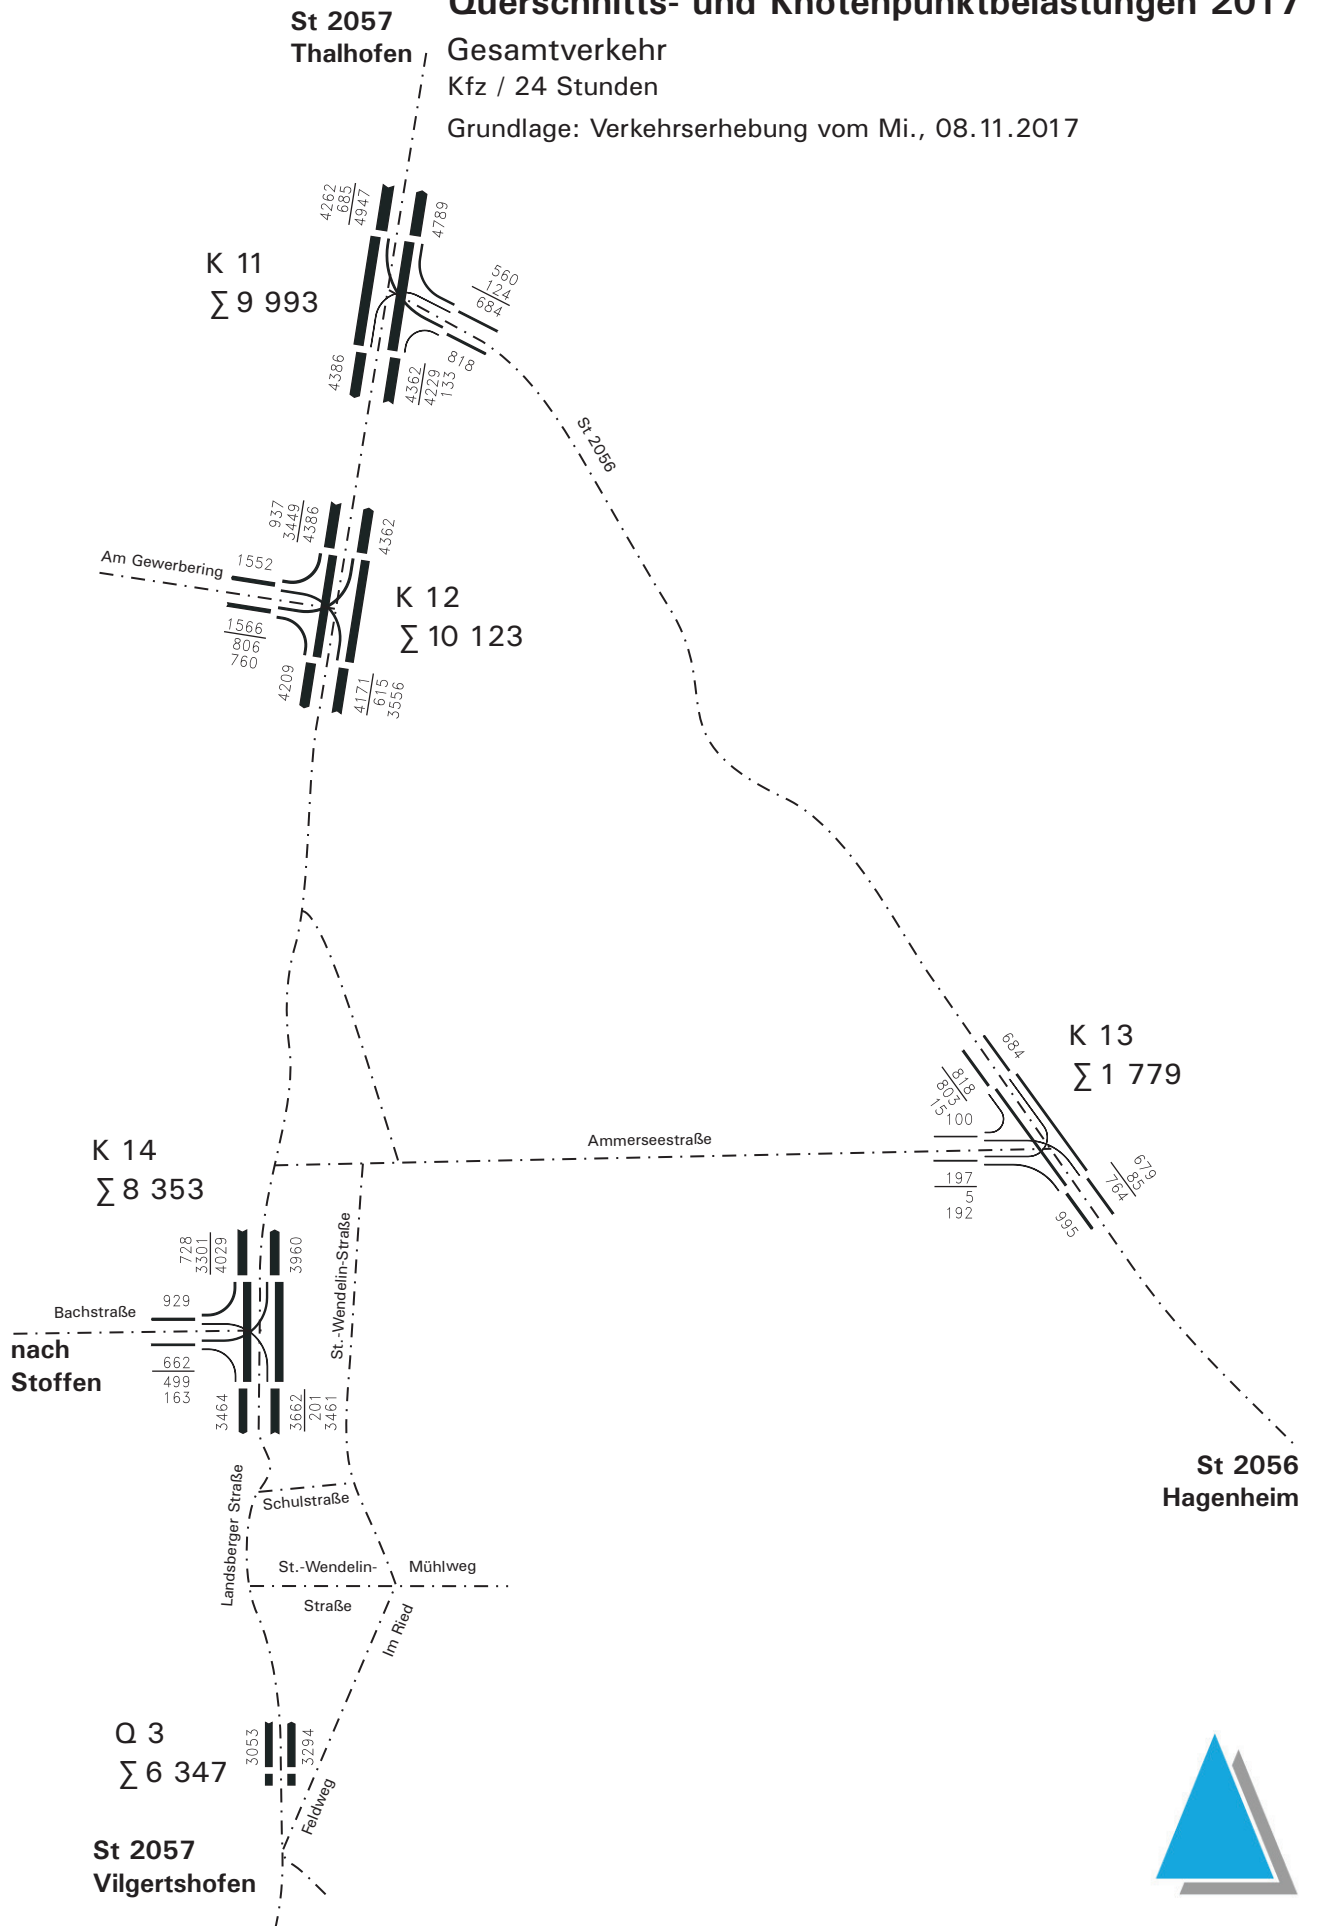 Querschnitts- und Knotenpunktbelastungen 2017
St 2057
Thalhofen
Gesamtverkehr
Kfz / 24 Stunden
Grundlage: Verkehrserhebung vom Mi., 08.11.2017
4262
685
4947
4789
K 11
∑ 9 993
560
124
684
818
4386
4362
4229
133
St 2056
937
3449
4386
4362
Am Gewerbering
1552
K 12
∑ 10 123
1566
806
760
4209
4171
615
3556
K 13
∑ 1 779
684
818
803
15
100
Ammerseestraße
197
5
192
679
85
764
995
K 14
∑ 8 353
728
3301
4029
3960
St.-Wendelin-Straße
Bachstraße
929
nach
Stoffen
662
499
163
3464
3662
201
3461
St 2056
Hagenheim
Landsberger Straße
Schulstraße
St.-Wendelin-
Straße
Mühlweg
Im Ried
Q 3
∑ 6 347
3053
3294
Feldweg
St 2057
Vilgertshofen